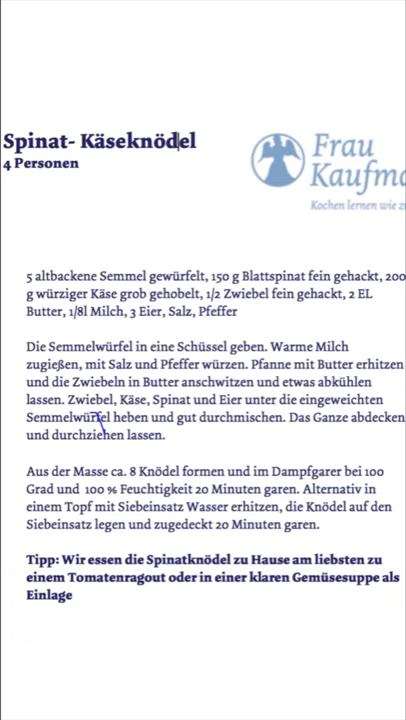 Spinat- Käseknödel
4 Personen
Frau
Kaufma
Kochen lernen wie z
5 altbackene Semmel gewürfelt, 150 g Blattspinat fein gehackt, 200
g würziger Käse grob gehobelt, 1/2 Zwiebel fein gehackt, 2 EL
Butter, 1/8l Milch, 3 Eier, Salz, Pfeffer
Die Semmelwürfel in eine Schüssel geben. Warme Milch
zugießen, mit Salz und Pfeffer würzen. Pfanne mit Butter erhitzen
und die Zwiebeln in Butter anschwitzen und etwas abkühlen
lassen. Zwiebel, Käse, Spinat und Eier unter die eingeweichten
Semmelwürfel heben und gut durchmischen. Das Ganze abdecken
und durchziehen lassen.
Aus der Masse ca. 8 Knödel formen und im Dampfgarer bei 100
Grad und 100 % Feuchtigkeit 20 Minuten garen. Alternativ in
einem Topf mit Siebeinsatz Wasser erhitzen, die Knödel auf den
Siebeinsatz legen und zugedeckt 20 Minuten garen.
Tipp: Wir essen die Spinatknödel zu Hause am liebsten zu
einem Tomatenragout oder in einer klaren Gemüsesuppe als
Einlage